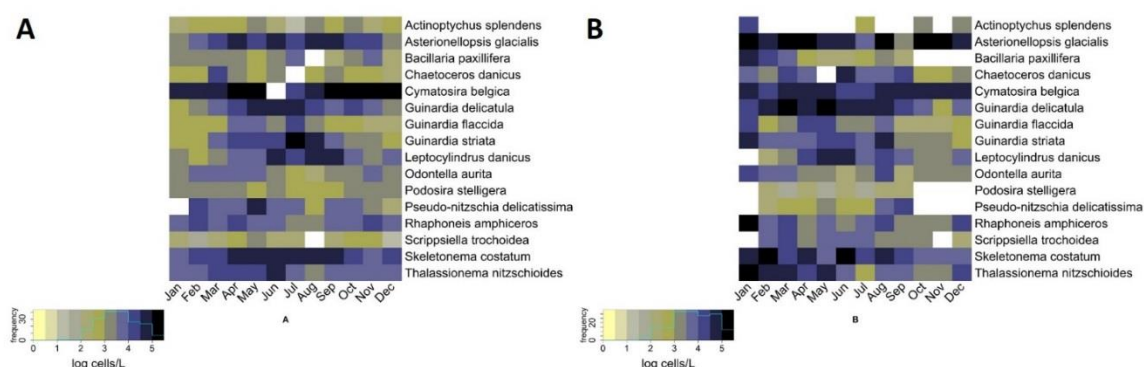 A
Actinoptychus splendens
Asterionellopsis glacialis
Bacillaria paxillifera
Chaetoceros danicus
Cymatosira belgica
Guinardia delicatula
Guinardia flaccida
Guinardia striata
Leptocylindrus danicus
Odontella aurita
Podosira stelligera
Pseudo-nitzschia delicatissima
Rhaphoneis amphiceros
Scrippsiella trochoidea
Skeletonema costatum
Thalassionema nitzschioides
Jan Feb Mar Apr May Jun Jul Aug Sep Oct Nov Dec
A
frequency
0 30
0 1 2 3 4 5
log cells/L
B
Actinoptychus splendens
Asterionellopsis glacialis
Bacillaria paxillifera
Chaetoceros danicus
Cymatosira belgica
Guinardia delicatula
Guinardia flaccida
Guinardia striata
Leptocylindrus danicus
Odontella aurita
Podosira stelligera
Pseudo-nitzschia delicatissima
Rhaphoneis amphiceros
Scrippsiella trochoidea
Skeletonema costatum
Thalassionema nitzschioides
Jan Feb Mar Apr May Jun Jul Aug Sep Oct Nov Dec
B
frequency
0 20
0 1 2 3 4 5
log cells/L